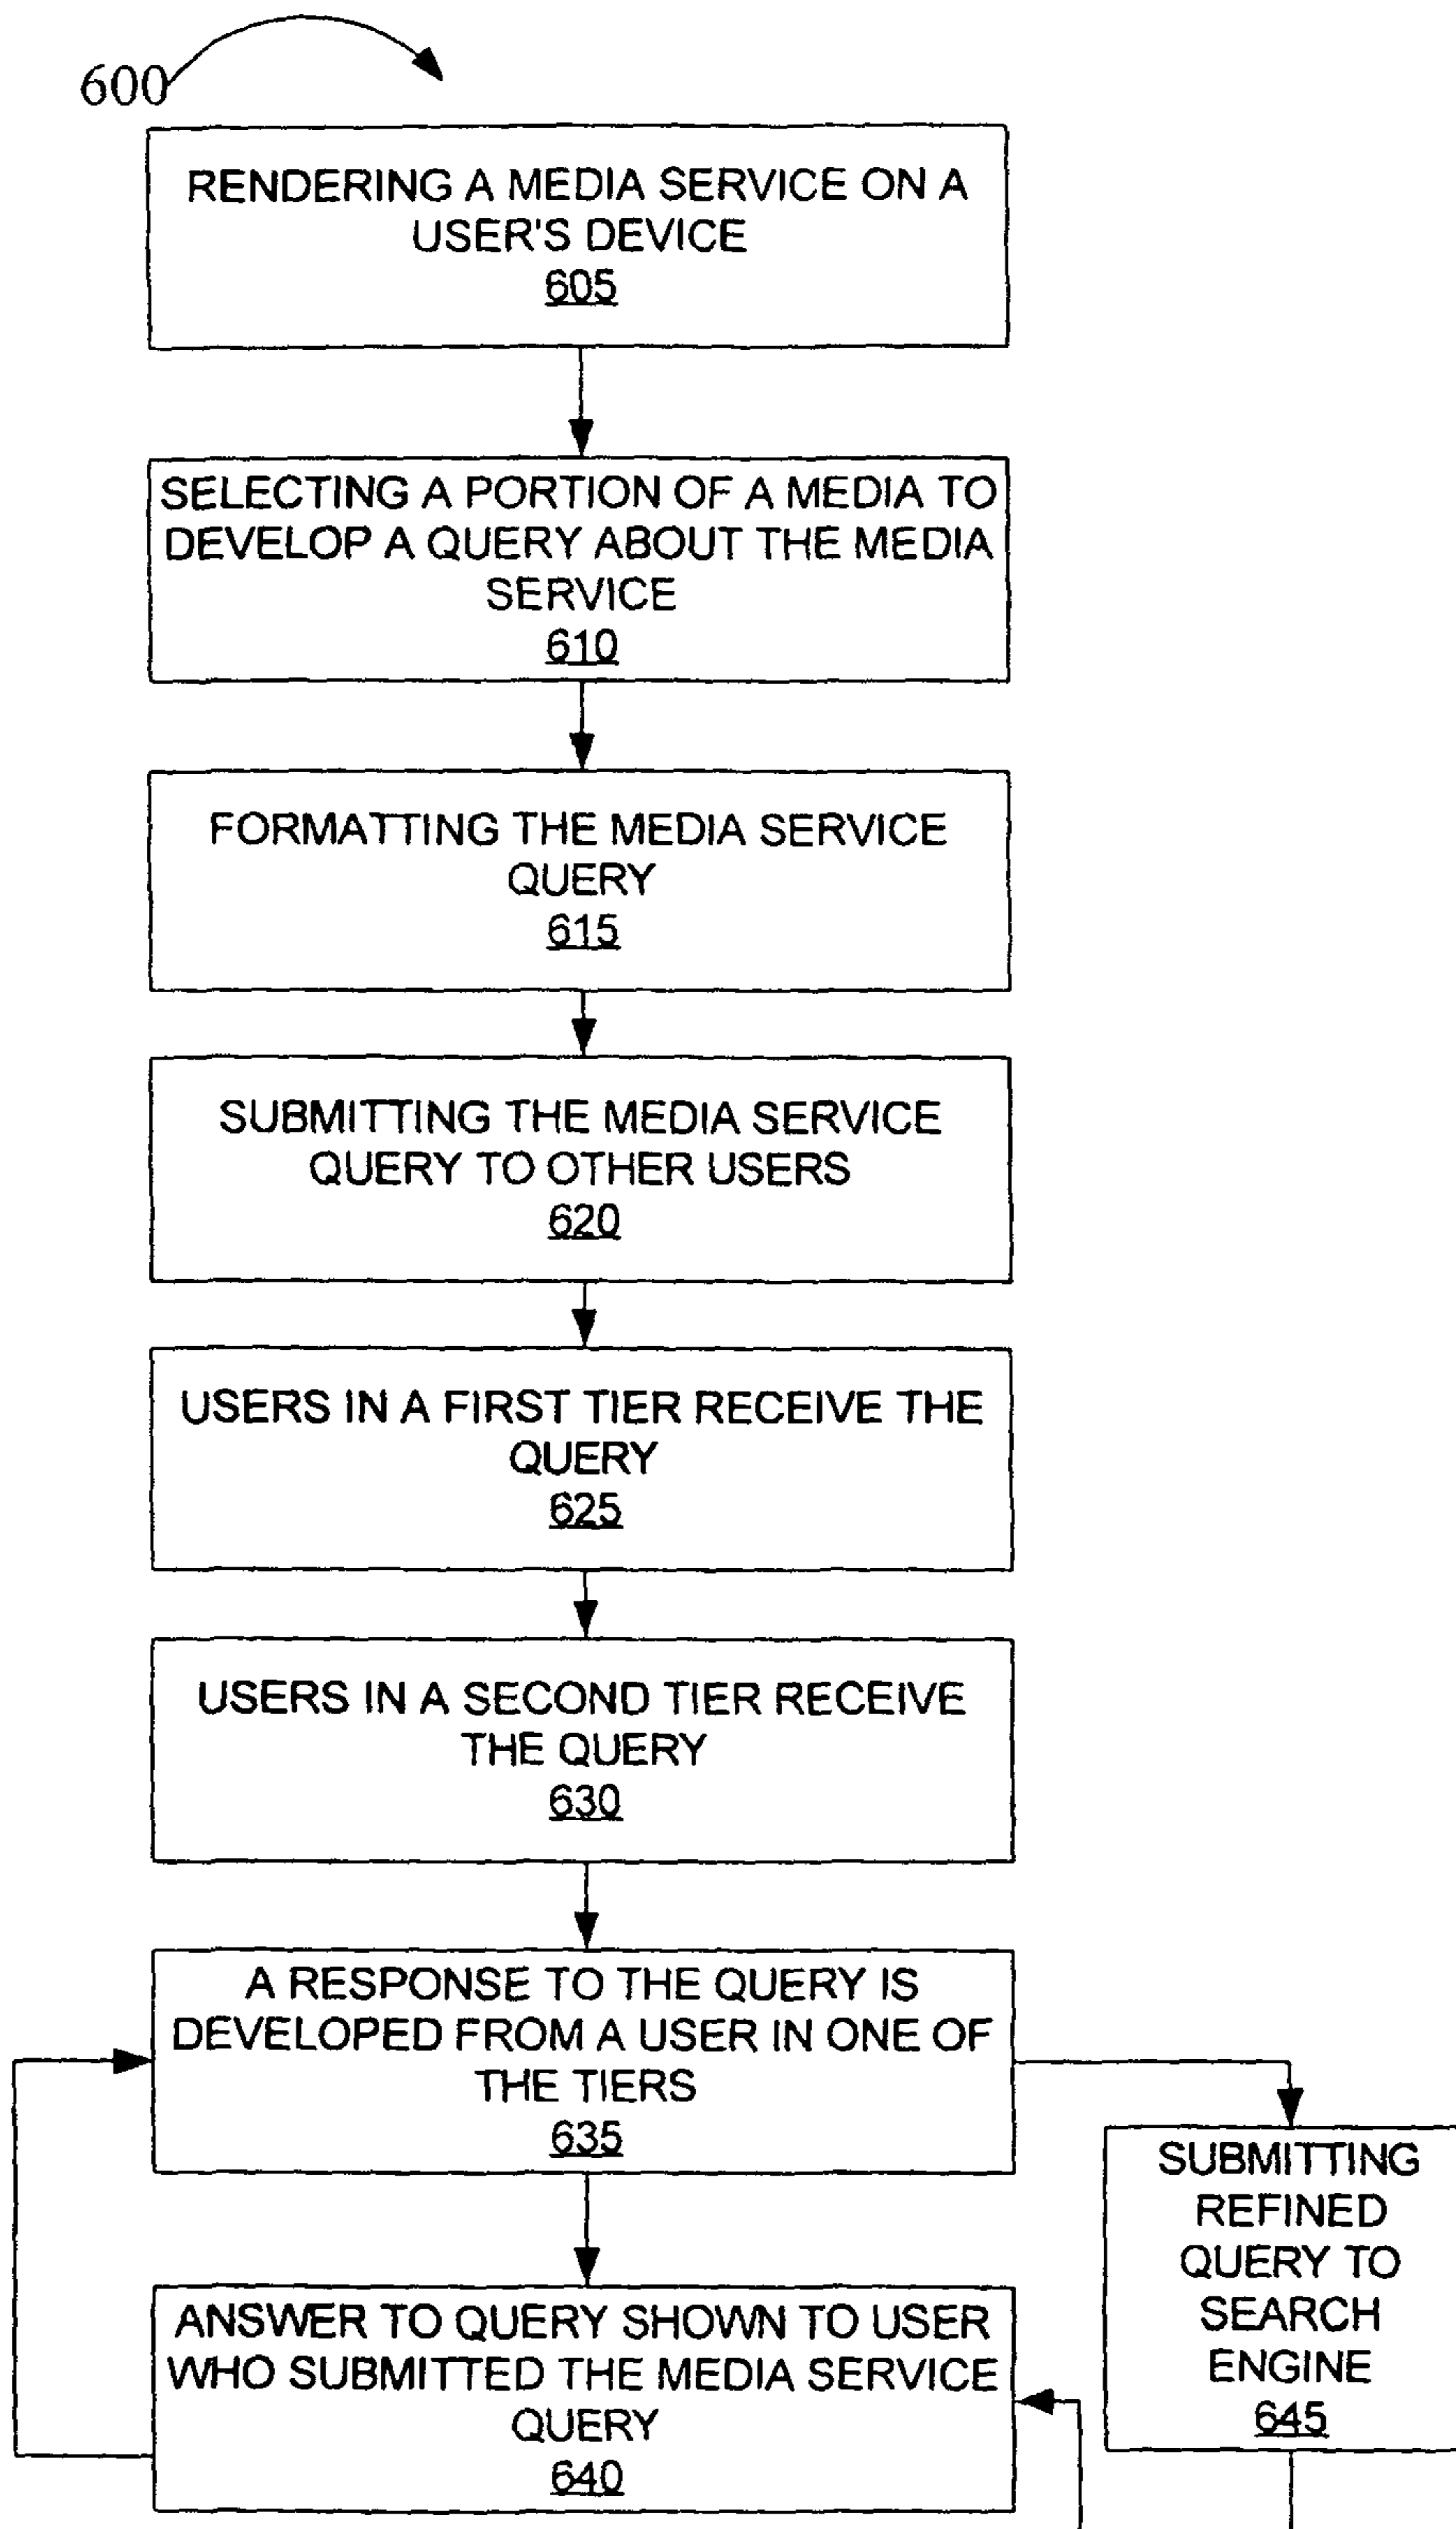 600
RENDERING A MEDIA SERVICE ON A
USER'S DEVICE
605
SELECTING A PORTION OF A MEDIA TO
DEVELOP A QUERY ABOUT THE MEDIA
SERVICE
610
FORMATTING THE MEDIA SERVICE
QUERY
615
SUBMITTING THE MEDIA SERVICE
QUERY TO OTHER USERS
620
USERS IN A FIRST TIER RECEIVE THE
QUERY
625
USERS IN A SECOND TIER RECEIVE
THE QUERY
630
A RESPONSE TO THE QUERY IS
DEVELOPED FROM A USER IN ONE OF
THE TIERS
635
ANSWER TO QUERY SHOWN TO USER
WHO SUBMITTED THE MEDIA SERVICE
QUERY
640
SUBMITTING
REFINED
QUERY TO
SEARCH
ENGINE
645